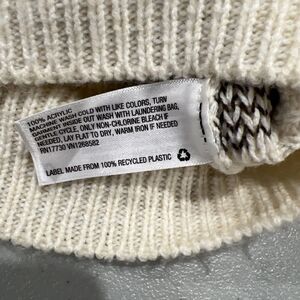 100% ACRYLIC
MACHINE WASH COLD WITH LIKE COLORS, TURN
GARMENT INSIDE OUT WASH WITH LAUNDERING BAG,
GENTLE CYCLE, ONLY NON-CHLORINE BLEACH IF
NEEDED, LAY FLAT TO DRY, WARM IRON IF NEEDED
RN17730 VN1268582
LABEL MADE FROM 100% RECYCLED PLASTIC